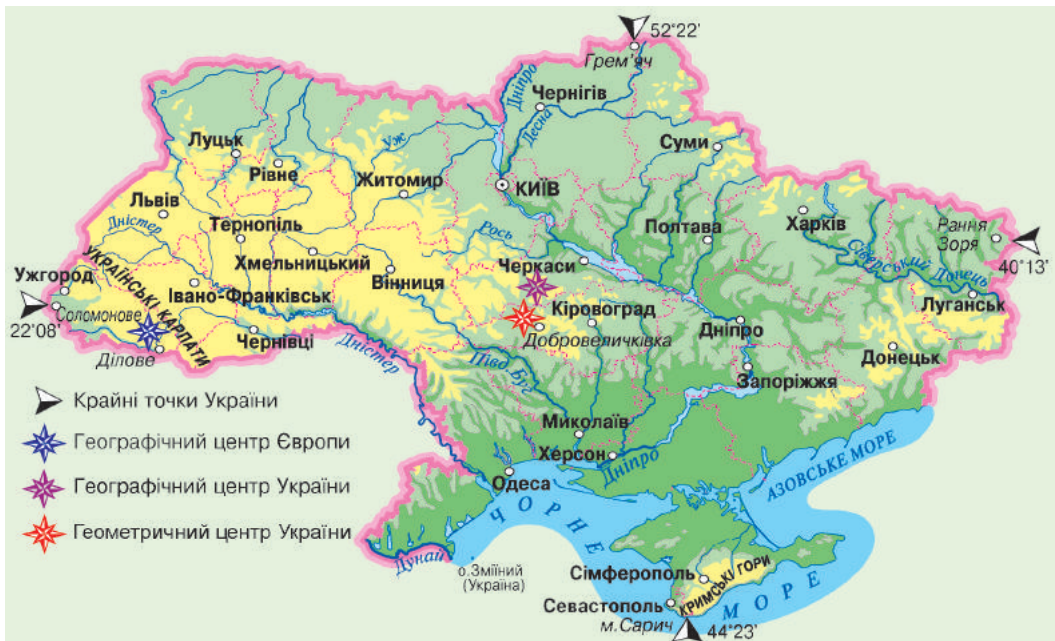 52°22'
Грем'яч
Дніпро
Чернігів
Десна
Суми
Луцьк
Уж
Рівне
Житомир
КИЇВ
Львів
Дністер
Тернопіль
Рось
Полтава
Харків
Рання
Зоря
40°13'
Сіверський Донець
Хмельницький
Черкаси
Вінниця
Ужгород
УКРАЇНСЬКІ КАРПАТИ
Івано-Франківськ
Соломонове
22°08'
Кіровоград
Луганськ
Чернівці
Добровеличківка
Дніпро
Ділове
Дністер
Донецьк
Півд. Буг
Запоріжжя
Крайні точки України
Географічний центр Європи
Географічний центр України
Геометричний центр України
Миколаїв
Херсон
Дніпро
Одеса
АЗОВСЬКЕ МОРЕ
ЧОРНЕ МОРЕ
Дунай
о.Зміїний
(Україна)
Сімферополь
КРИМСЬКІ ГОРИ
Севастополь
м.Сарич
44°23'